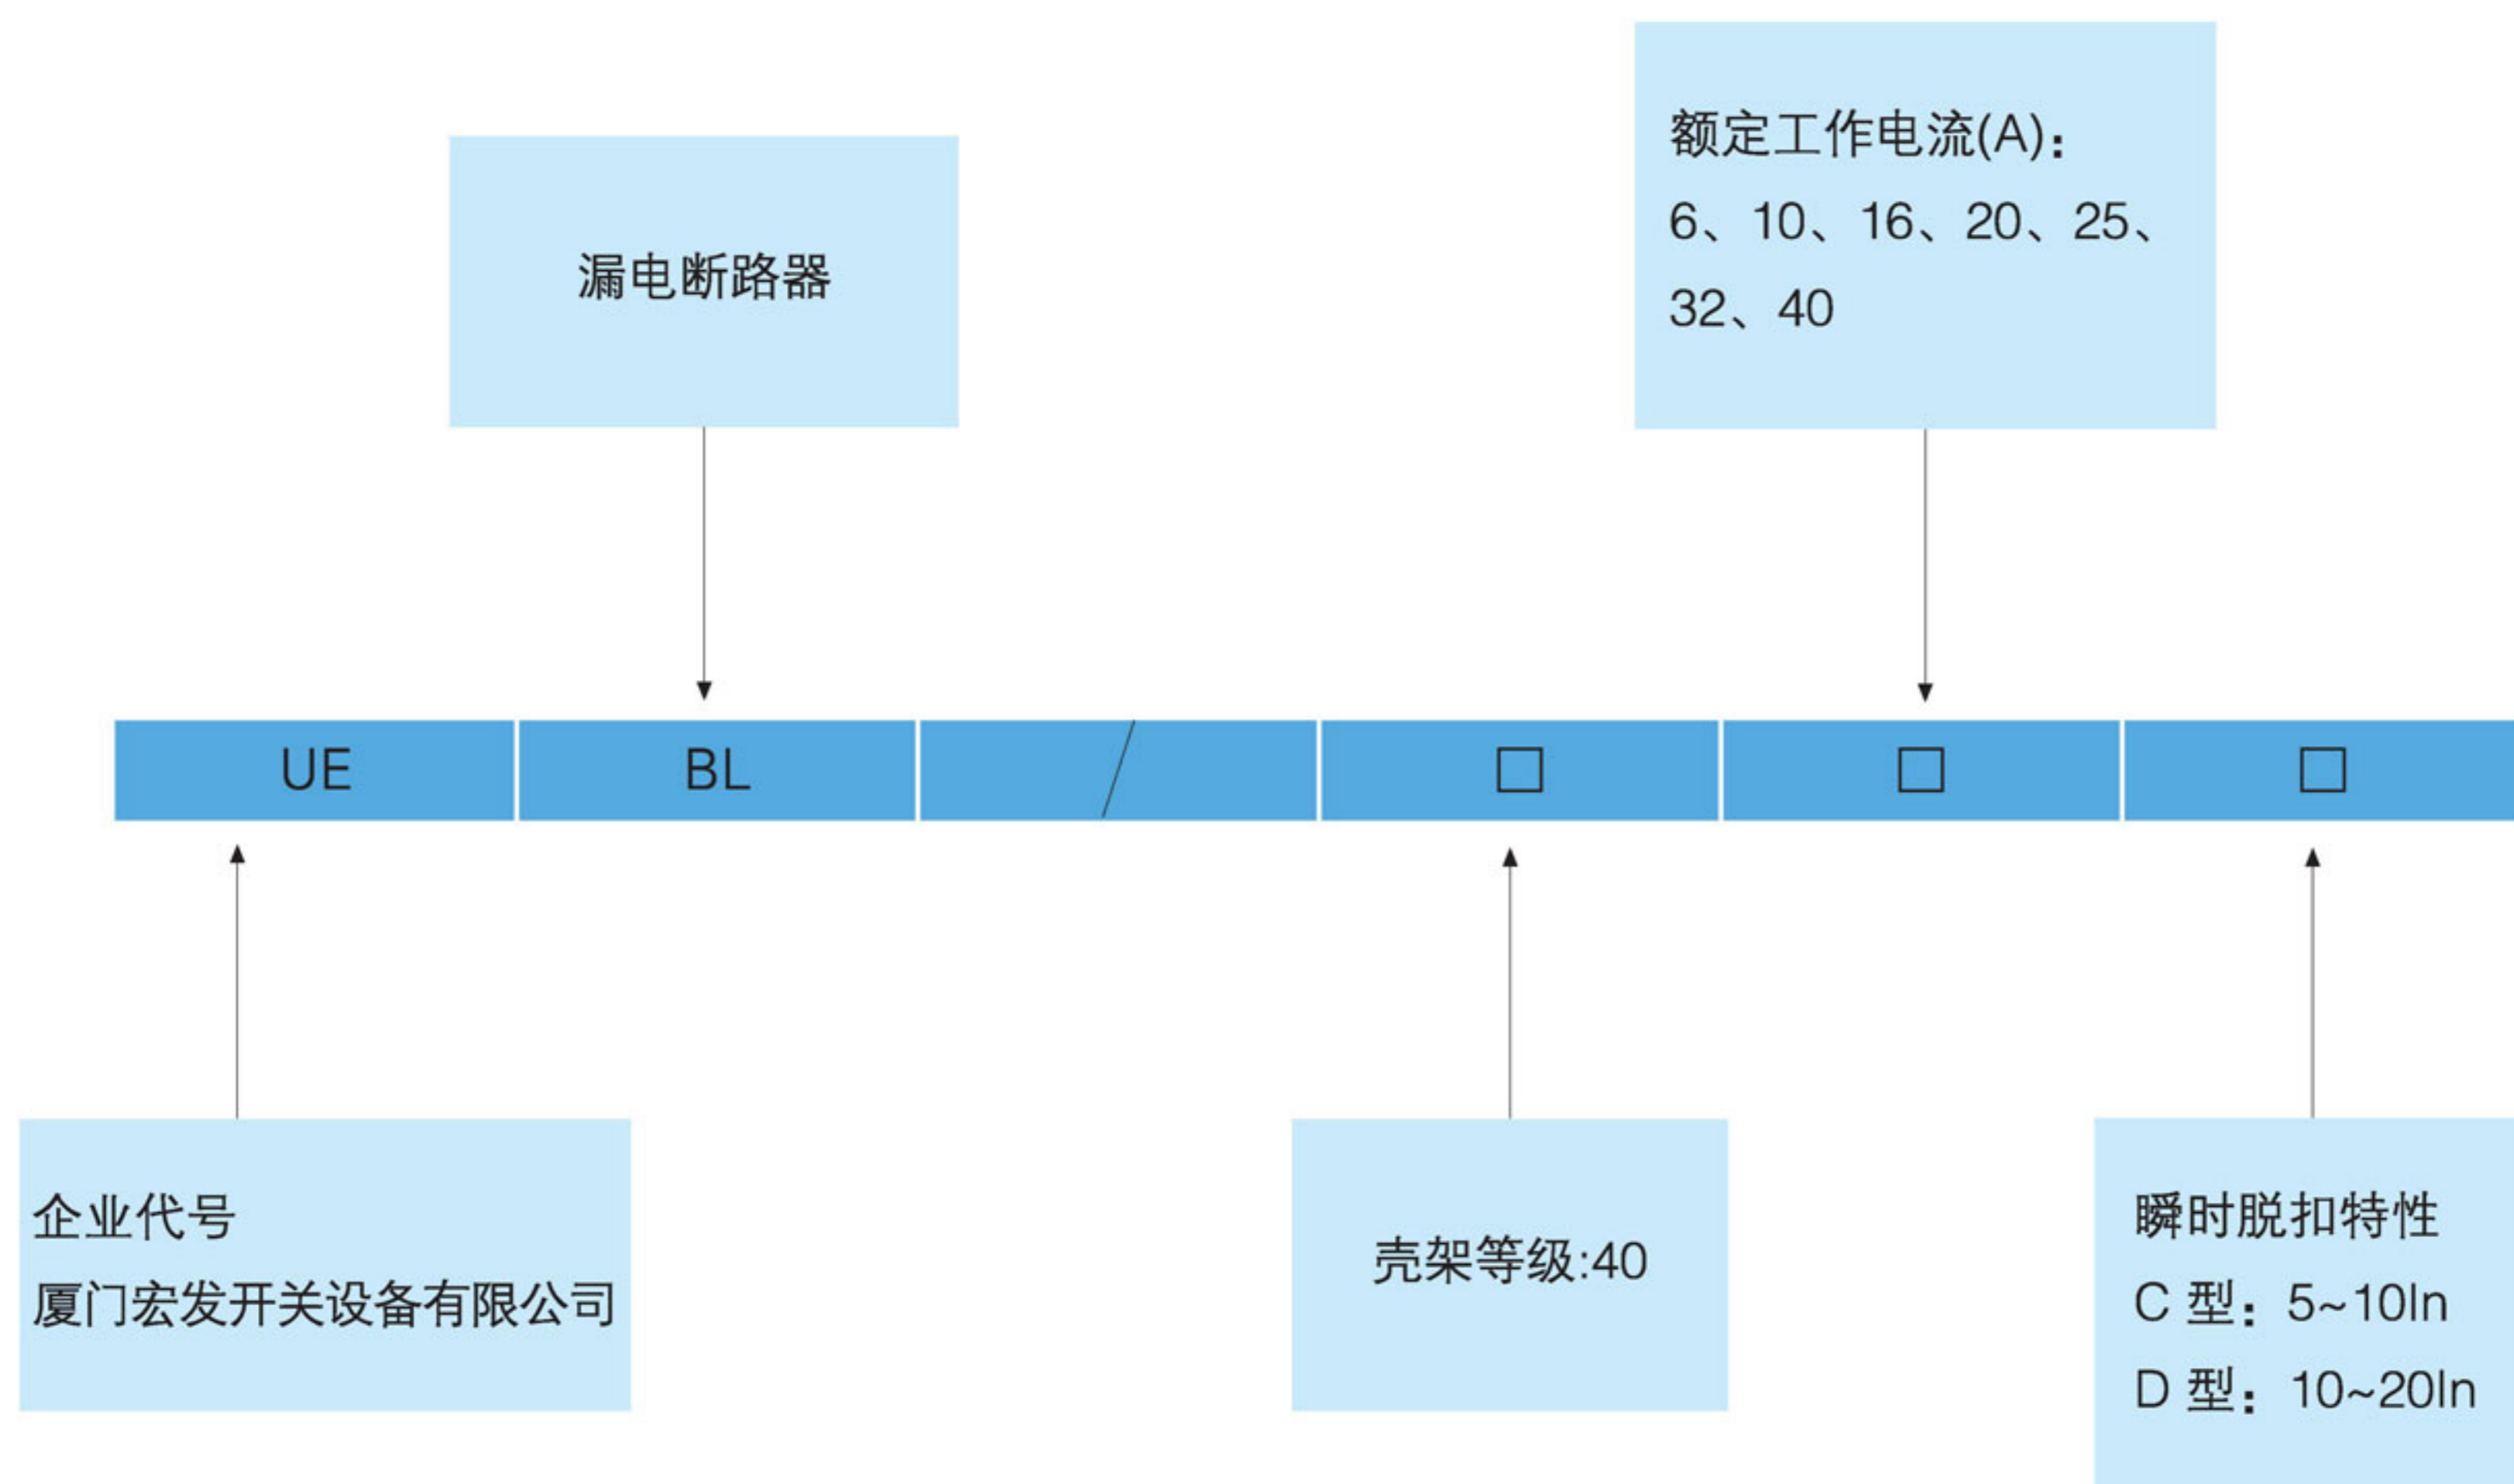 漏电断路器
额定工作电流(A)：
6、10、16、20、25、
32、40
UE BL / □ □ □
企业代号
厦门宏发开关设备有限公司
壳架等级:40
瞬时脱扣特性
C 型：5~10In
D 型：10~20In